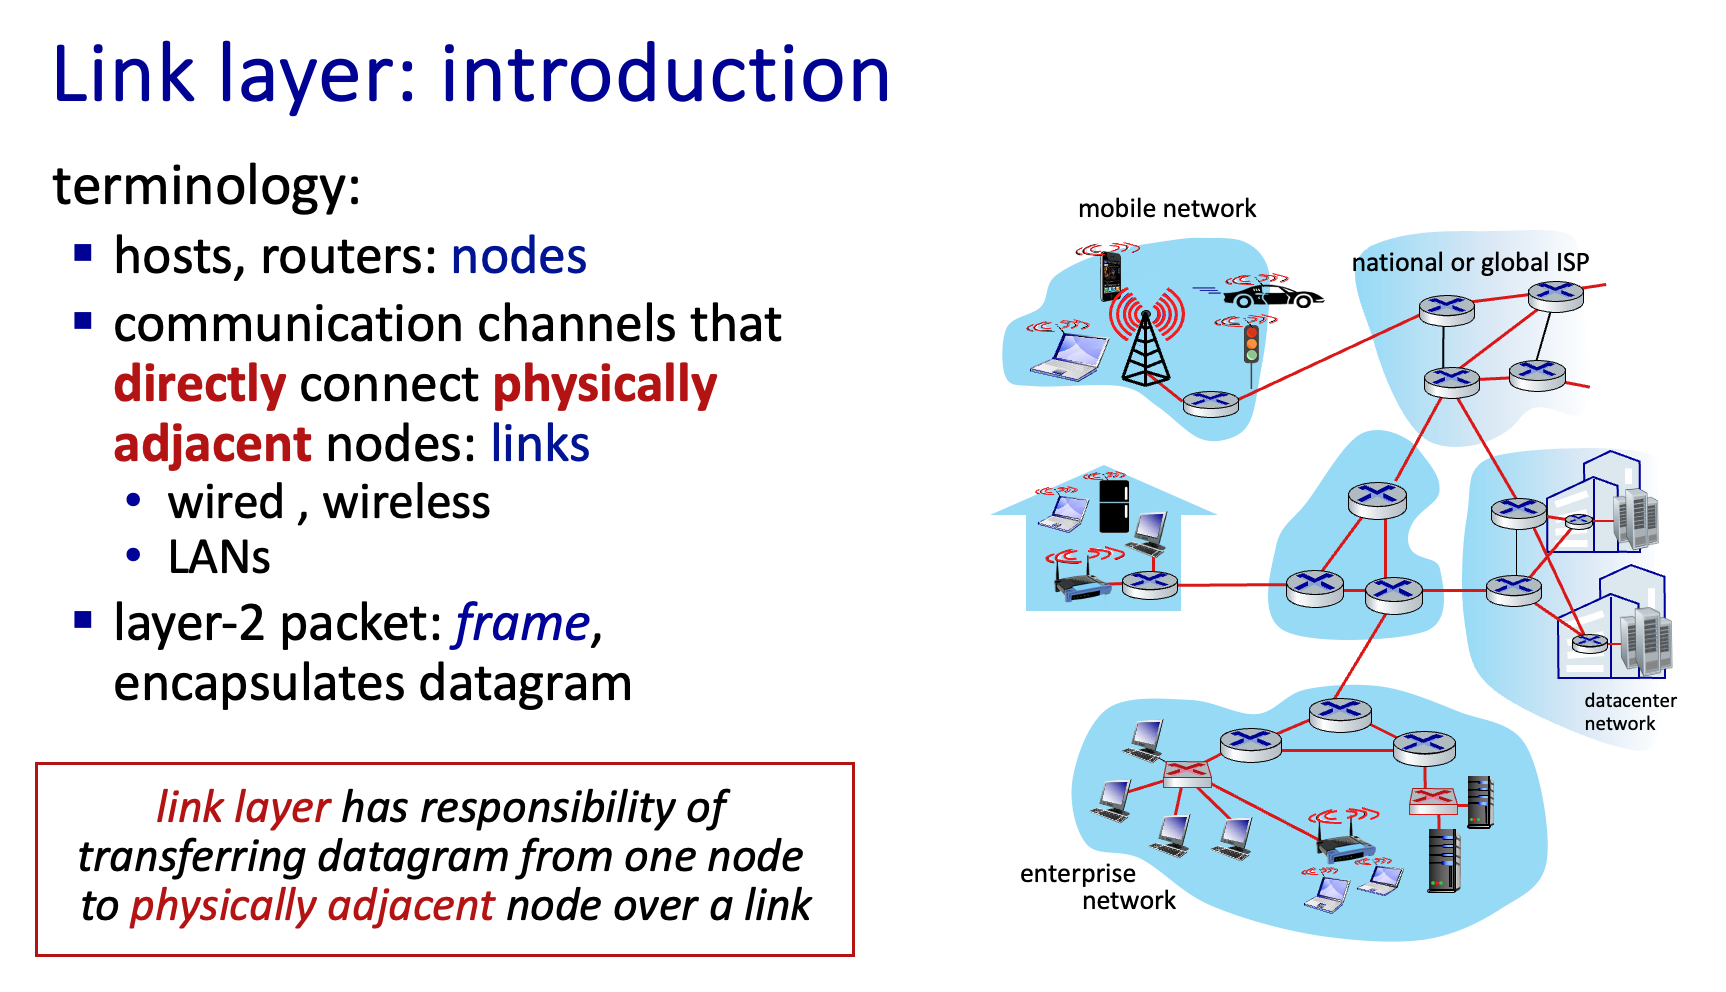 Link layer: introduction
terminology:
hosts, routers: nodes
communication channels that
directly connect physically
adjacent nodes: links
wired , wireless
LANs
layer-2 packet: frame,
encapsulates datagram
link layer has responsibility of
transferring datagram from one node
to physically adjacent node over a link
mobile network
national or global ISP
datacenter
network
enterprise
network